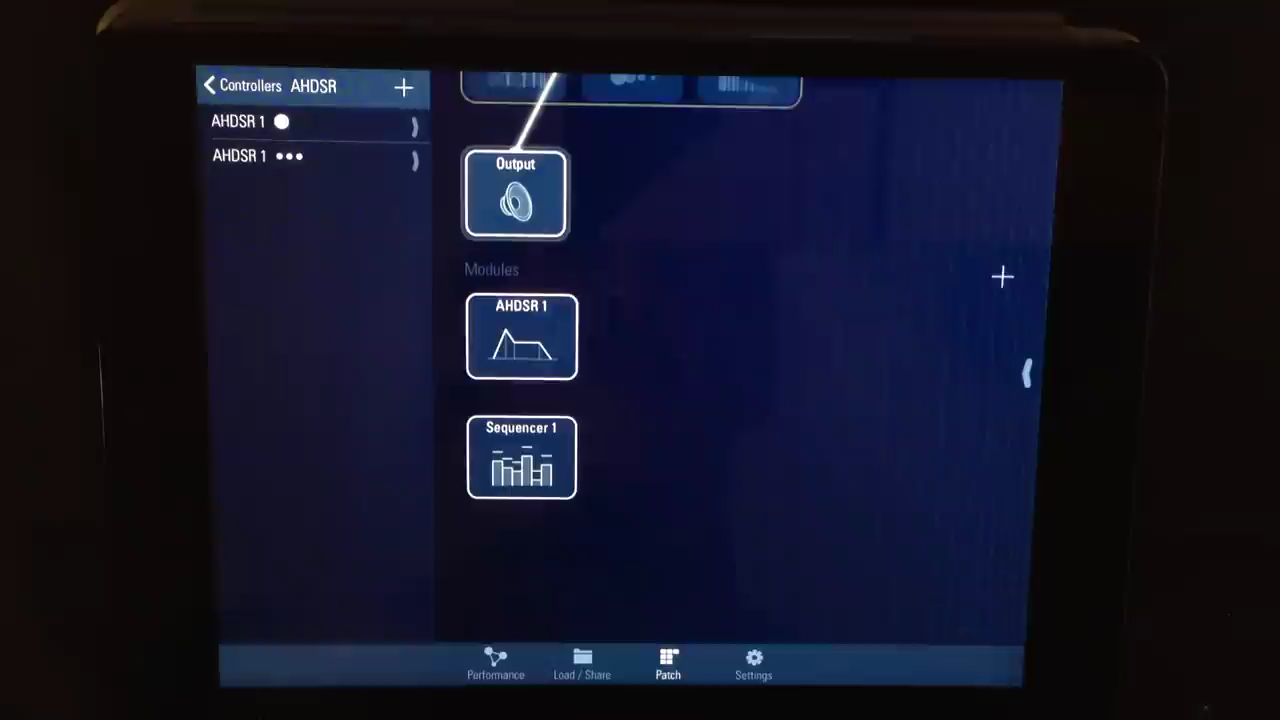 Controllers AHDSR
AHDSR 1
AHDSR 1
Output
Modules
AHDSR 1
Sequencer 1
Performance
Load / Share
Patch
Settings